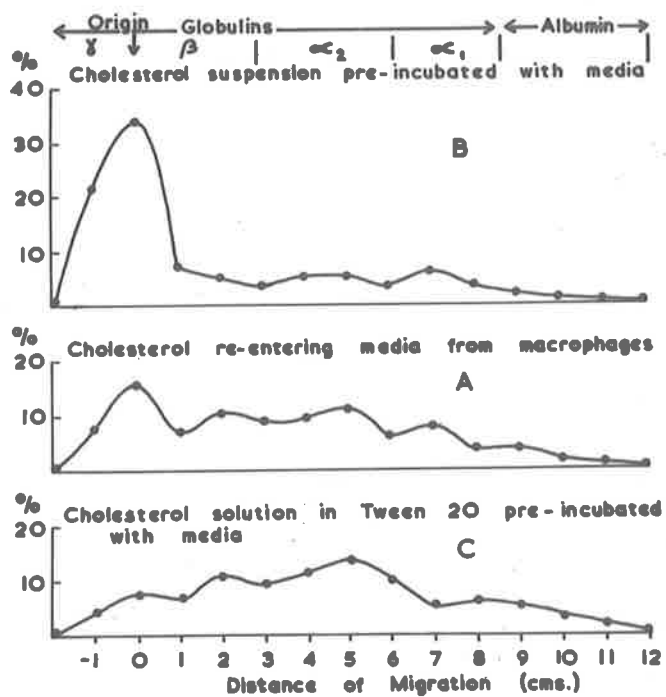 Origin
Globulins
Albumin
γ
β
α₂
α₁
%
Cholesterol suspension pre-incubated with media
40
30
20
10
B
%
Cholesterol re-entering media from macrophages
20
10
A
%
Cholesterol solution in Tween 20 pre-incubated
with media
20
10
C
-1 0 1 2 3 4 5 6 7 8 9 10 11 12
Distance of Migration (cms.)